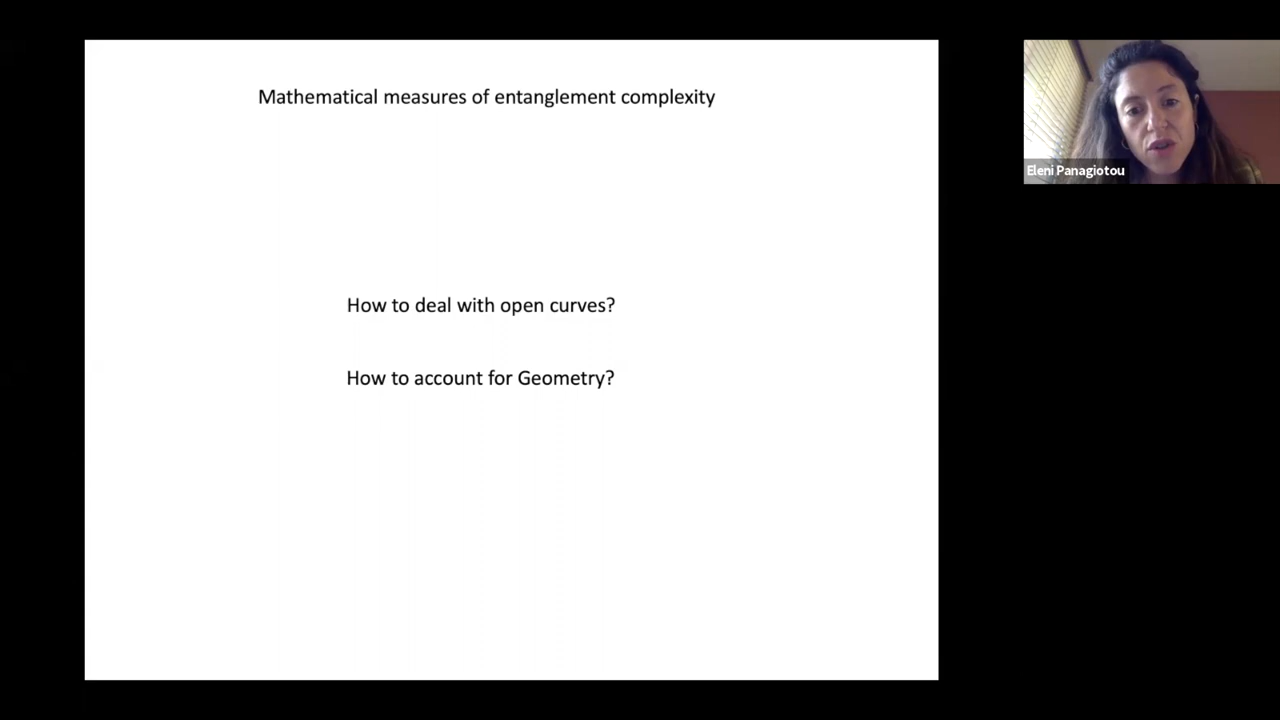 Mathematical measures of entanglement complexity
Eleni Panagiotou
How to deal with open curves?
How to account for Geometry?